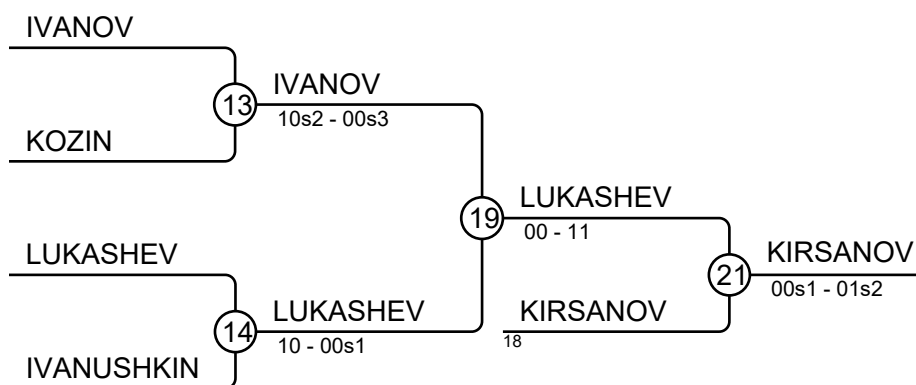 IVANOV
13
IVANOV
10s2 - 00s3
KOZIN
19
LUKASHEV
00 - 11
LUKASHEV
14
LUKASHEV
10 - 00s1
IVANUSHKIN
KIRSANOV
18
21
KIRSANOV
00s1 - 01s2